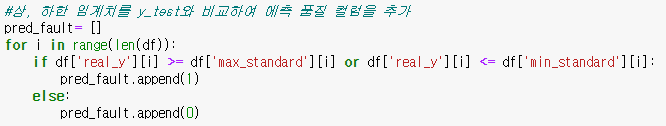 #상, 하한 임계치를 y_test와 비교하여 예측 품질 컬럼을 추가
pred_fault= []
for i in range(len(df)):
    if df['real_y'][i] >= df['max_standard'][i] or df['real_y'][i] <= df['min_standard'][i]:
        pred_fault.append(1)
    else:
        pred_fault.append(0)